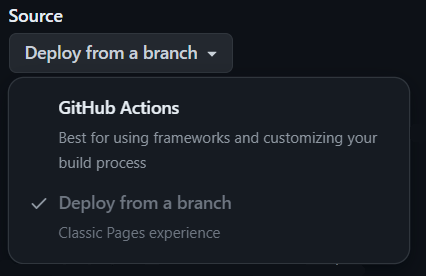 Source
Deploy from a branch
GitHub Actions
Best for using frameworks and customizing your
build process
Deploy from a branch
Classic Pages experience